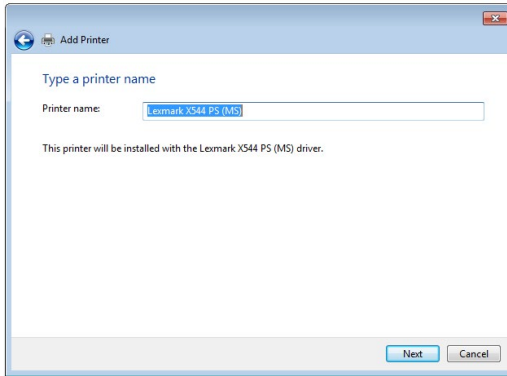 Add Printer
Type a printer name
Printer name: Lexmark X544 PS (MS)
This printer will be installed with the Lexmark X544 PS (MS) driver.
Next Cancel